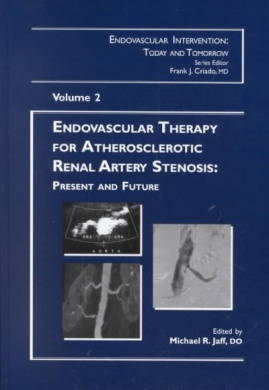 ENDOVASCULAR INTERVENTION:
TODAY AND TOMORROW
Series Editor
FRANK J. CRIADO, MD
Volume 2
ENDOVASCULAR THERAPY
FOR ATHEROSCLEROTIC
RENAL ARTERY STENOSIS:
PRESENT AND FUTURE
AORTA
Edited by
Michael R. Jaff, DO